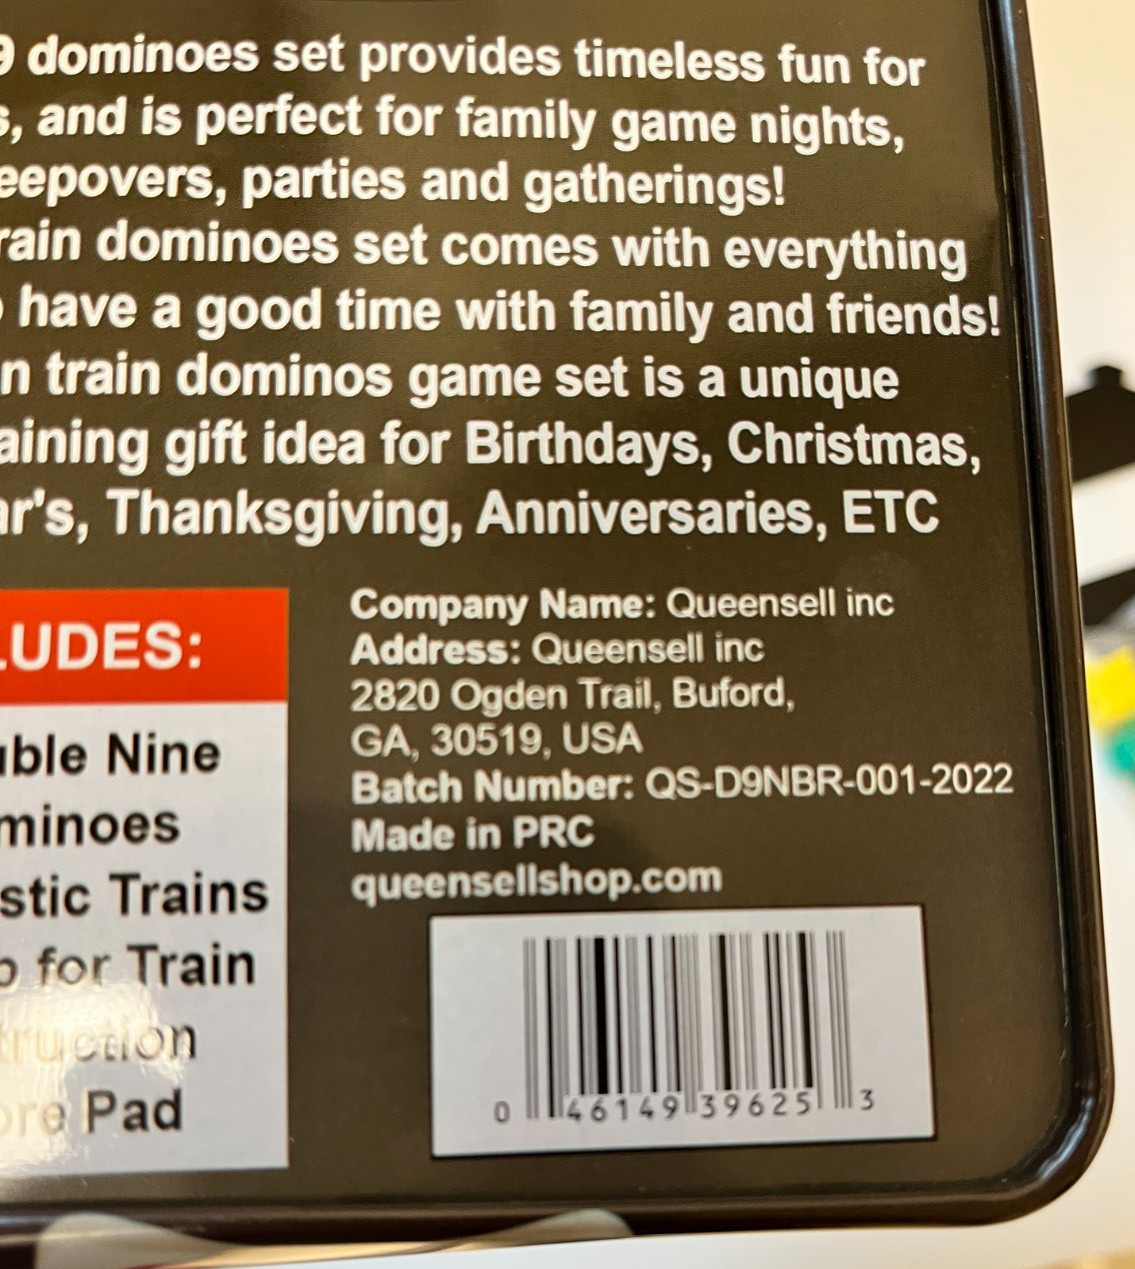 9 dominoes set provides timeless fun for
s, and is perfect for family game nights,
eepovers, parties and gatherings!
rain dominoes set comes with everything
have a good time with family and friends!
n train dominos game set is a unique
aining gift idea for Birthdays, Christmas,
ar's, Thanksgiving, Anniversaries, ETC
LUDES:
uble Nine
minoes
stic Trains
b for Train
truction
ore Pad
Company Name: Queensell inc
Address: Queensell inc
2820 Ogden Trail, Buford,
GA, 30519, USA
Batch Number: QS-D9NBR-001-2022
Made in PRC
queensellshop.com
0 46149 39625 3